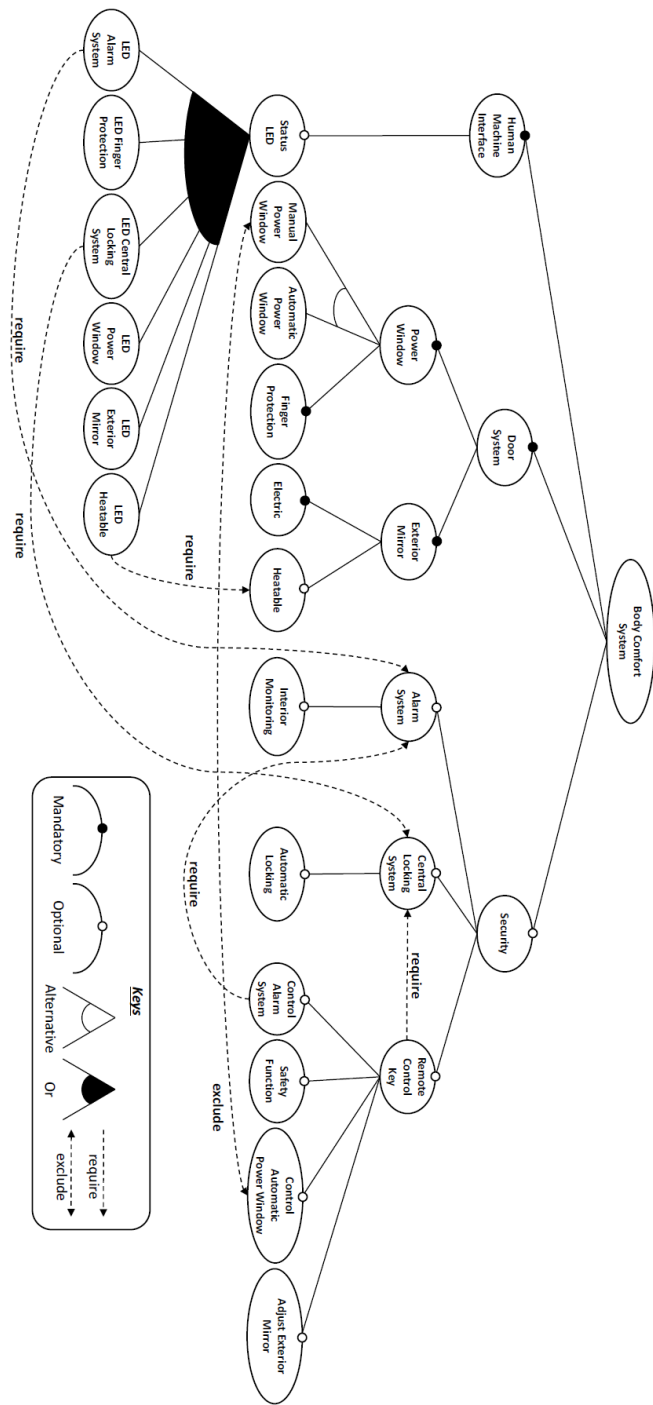 Body Comfort
System
Human
Machine
Interface
Door
System
Security
Power
Window
Exterior
Mirror
Alarm
System
Central
Locking
System
require
Remote
Control
Key
Status
LED
Manual
Power
Window
Automatic
Power
Window
Finger
Protection
Electric
Heatable
Interior
Monitoring
Automatic
Locking
Control
Alarm
System
Safety
Function
Control
Automatic
Power Window
Adjust Exterior
Mirror
require
require
exclude
LED
Alarm
System
LED Finger
Protection
LED Central
Locking
System
LED
Power
Window
LED
Exterior
Mirror
LED
Heatable
require
require
Keys
Mandatory
Optional
Alternative
Or
require
exclude